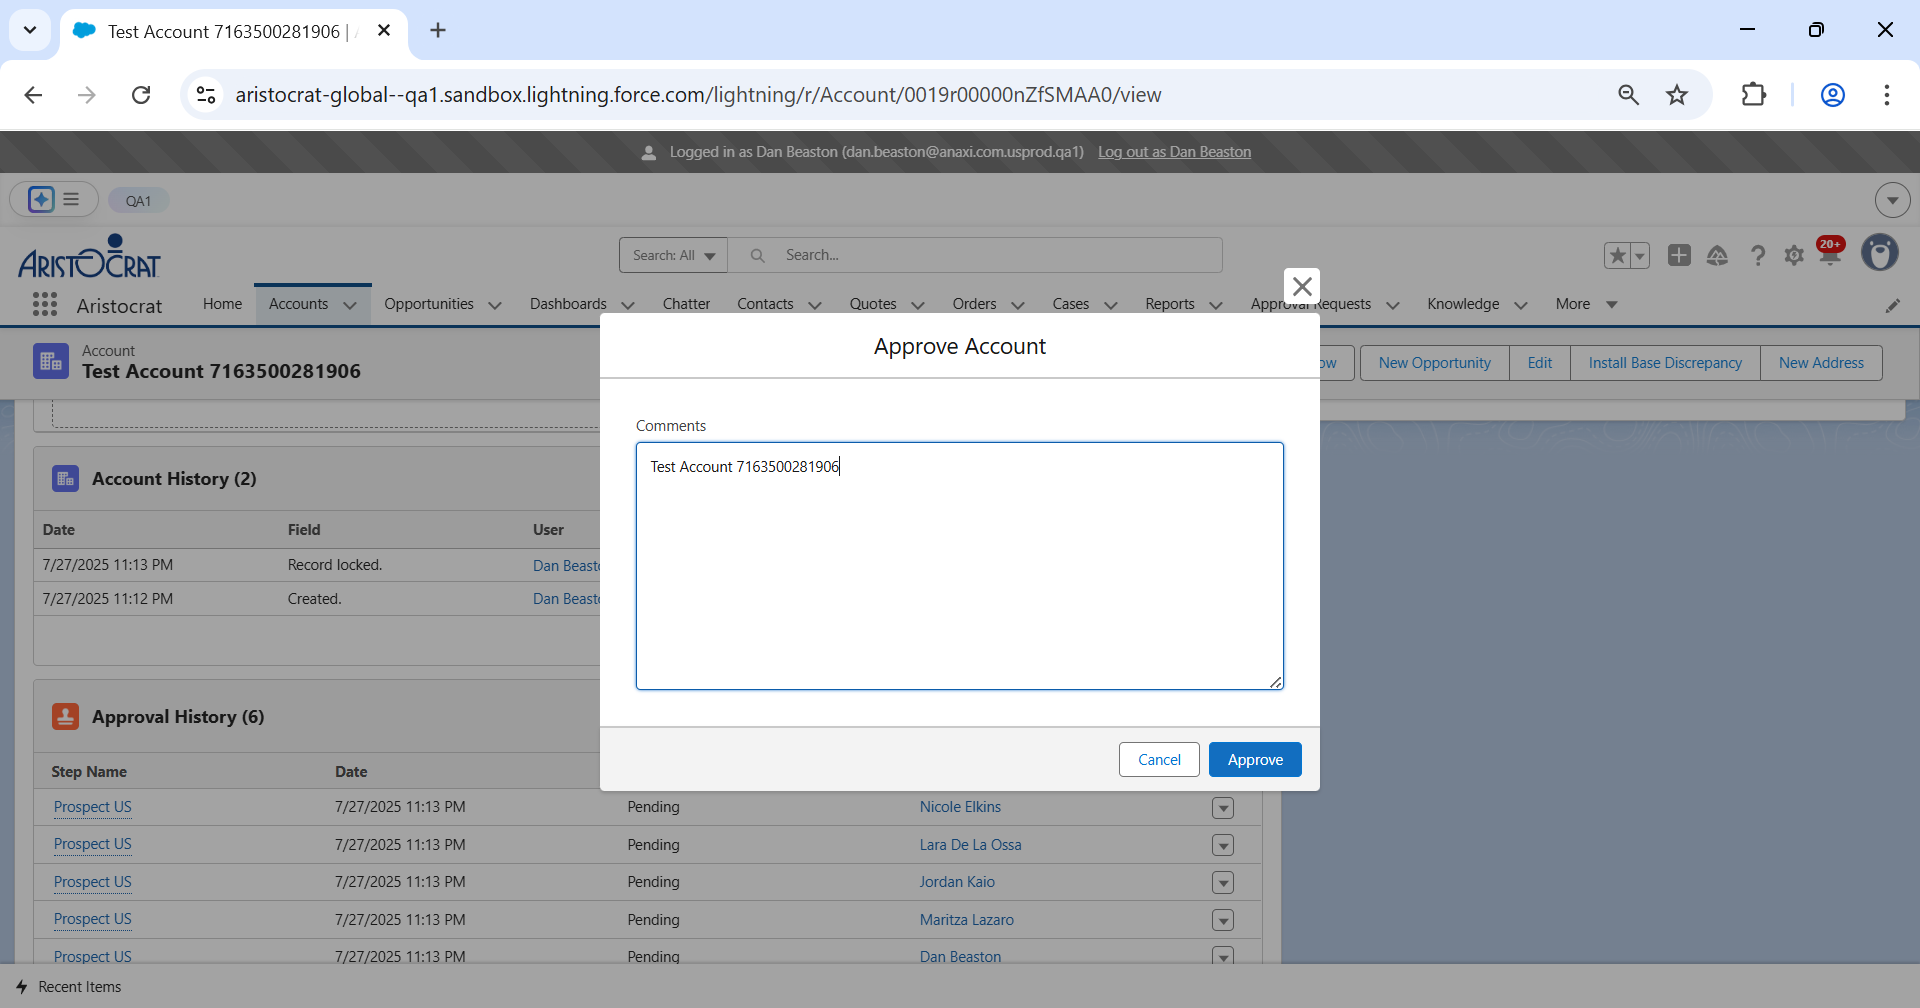 Test Account 7163500281906 |
aristocrat-global--qa1.sandbox.lightning.force.com/lightning/r/Account/0019r00000nZfSMAA0/view
Logged in as Dan Beaston (dan.beaston@anaxi.com.usprod.qa1) Log out as Dan Beaston
QA1
ARISTOCRAT
Search: All
Search...
20+
Aristocrat
Home
Accounts
Opportunities
Dashboards
Chatter
Contacts
Quotes
Orders
Cases
Reports
Approval Requests
Knowledge
More
Account
Test Account 7163500281906
New Opportunity
Edit
Install Base Discrepancy
New Address
Approve Account
Comments
Test Account 7163500281906
Cancel
Approve
Account History (2)
Date Field User
7/27/2025 11:13 PM Record locked. Dan Beasto
7/27/2025 11:12 PM Created. Dan Beasto
Approval History (6)
Step Name Date
Prospect US 7/27/2025 11:13 PM Pending Nicole Elkins
Prospect US 7/27/2025 11:13 PM Pending Lara De La Ossa
Prospect US 7/27/2025 11:13 PM Pending Jordan Kaio
Prospect US 7/27/2025 11:13 PM Pending Maritza Lazaro
Prospect US 7/27/2025 11:13 PM Pending Dan Beaston
Recent Items